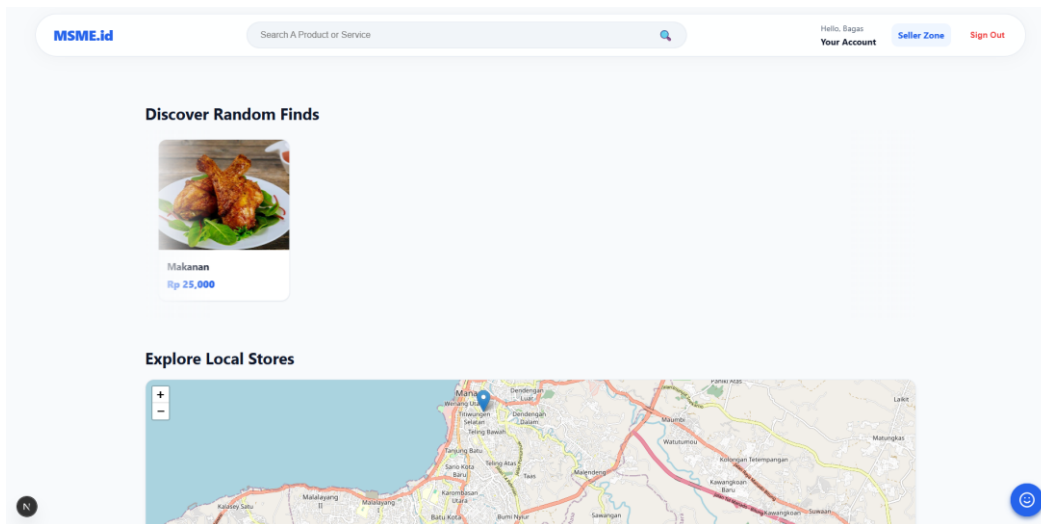 MSME.id
Search A Product or Service
Hello, Bagas
Your Account
Seller Zone
Sign Out
Discover Random Finds
Makanan
Rp 25,000
Explore Local Stores
+
−
Dendengan
Luar
Titiwungen
Selatan
Dendengan
Dalam
Teling Bawah
Tanjung Batu
Sario Kota
Baru
Teling Atas
Taas
Malendeng
Karombasan
Utara
Batu Kota
Bumi Nyiur
Sawangan
Malalayang
II
Malalayang
Kalasey Satu
Maumbi
Watutumou
Kolongan Tetempangan
Kawangkoan
Baru
Kawangkoan
Suwaan
Laikit
Matungkas
N